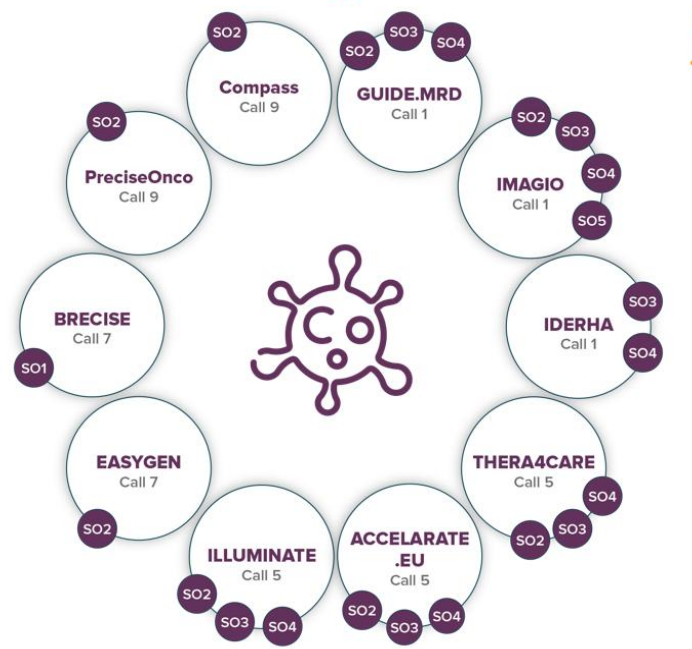 SO2
Compass
Call 9
SO2
SO3
SO4
GUIDE.MRD
Call 1
SO2
SO3
SO4
SO5
IMAGIO
Call 1
SO3
SO4
IDERHA
Call 1
THERA4CARE
Call 5
SO4
SO3
SO2
ACCELARATE
.EU
Call 5
SO4
SO3
SO2
ILLUMINATE
Call 5
SO4
SO3
SO2
EASYGEN
Call 7
SO2
BRECISE
Call 7
SO1
SO2
PreciseOnco
Call 9